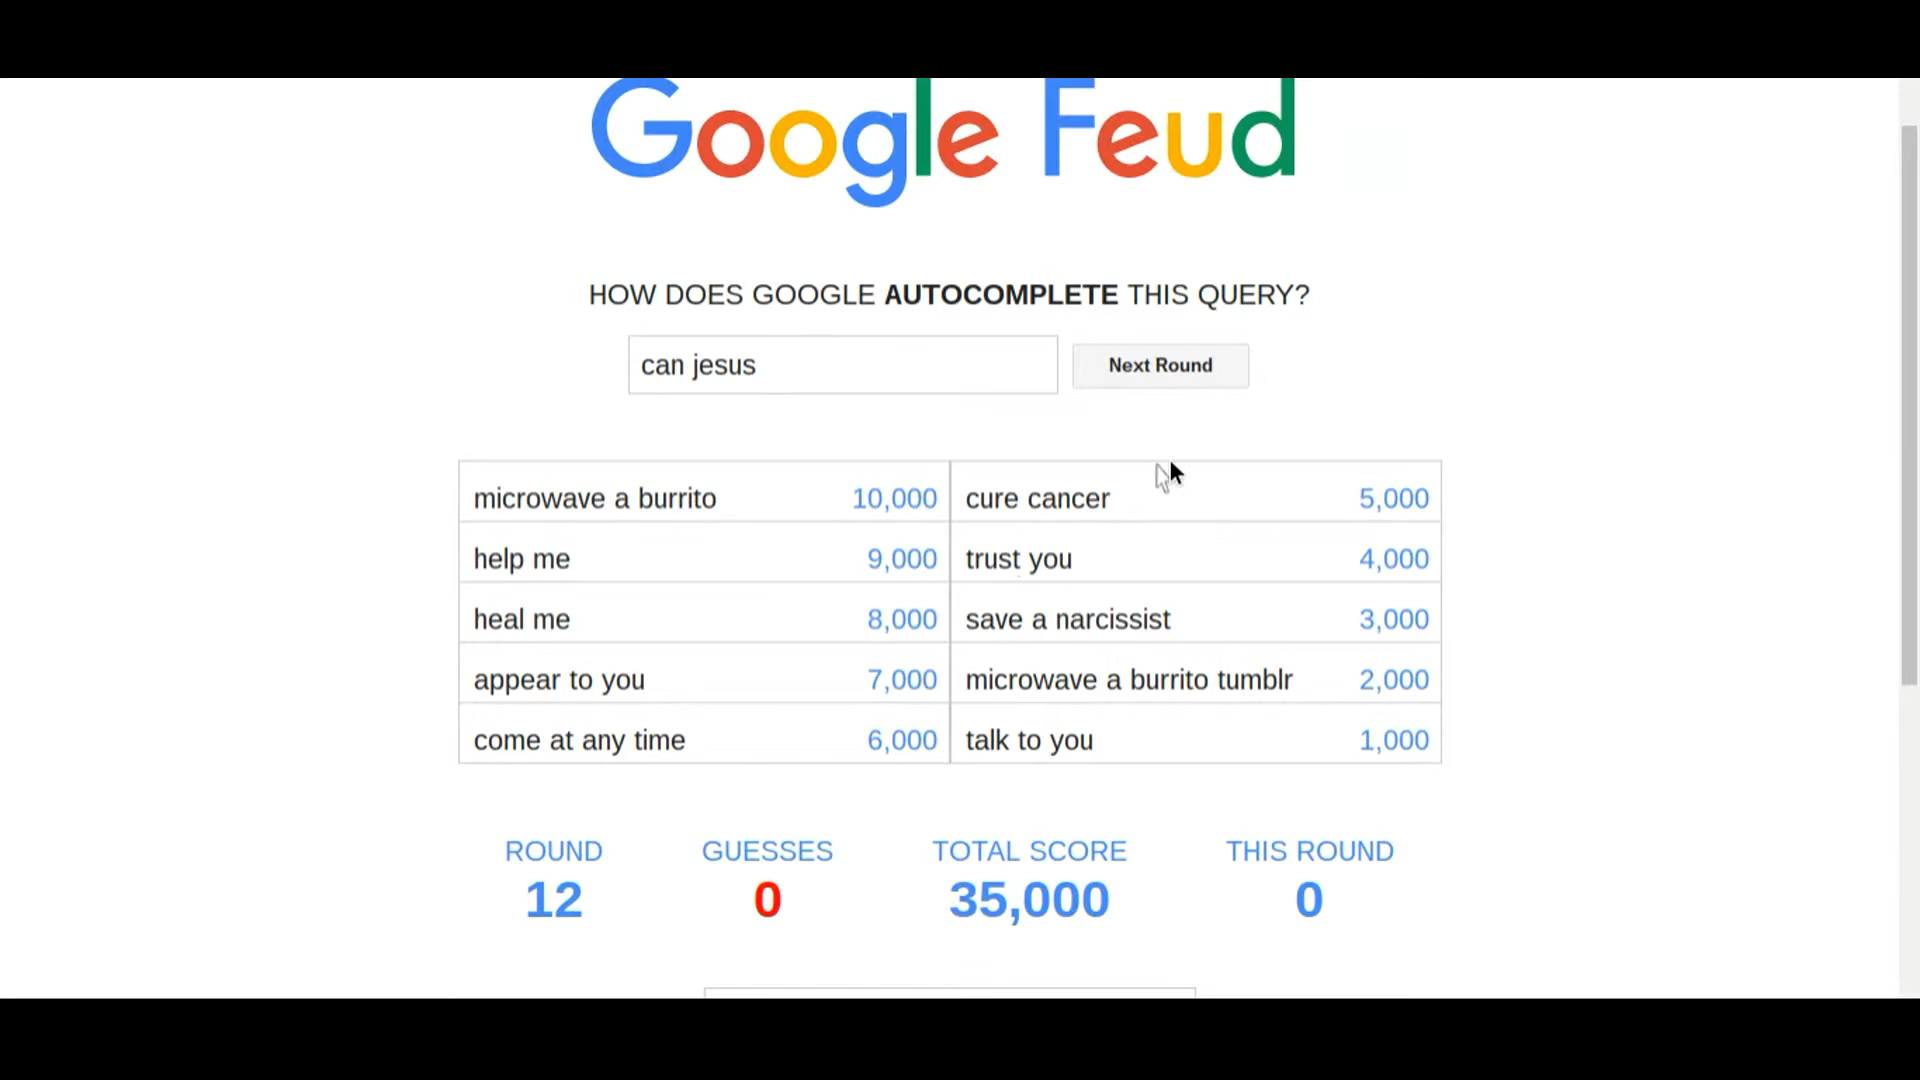 Google Feud
HOW DOES GOOGLE AUTOCOMPLETE THIS QUERY?
can jesus
Next Round
microwave a burrito 10,000
help me 9,000
heal me 8,000
appear to you 7,000
come at any time 6,000
cure cancer 5,000
trust you 4,000
save a narcissist 3,000
microwave a burrito tumblr 2,000
talk to you 1,000
ROUND GUESSES TOTAL SCORE THIS ROUND
12 0 35,000 0